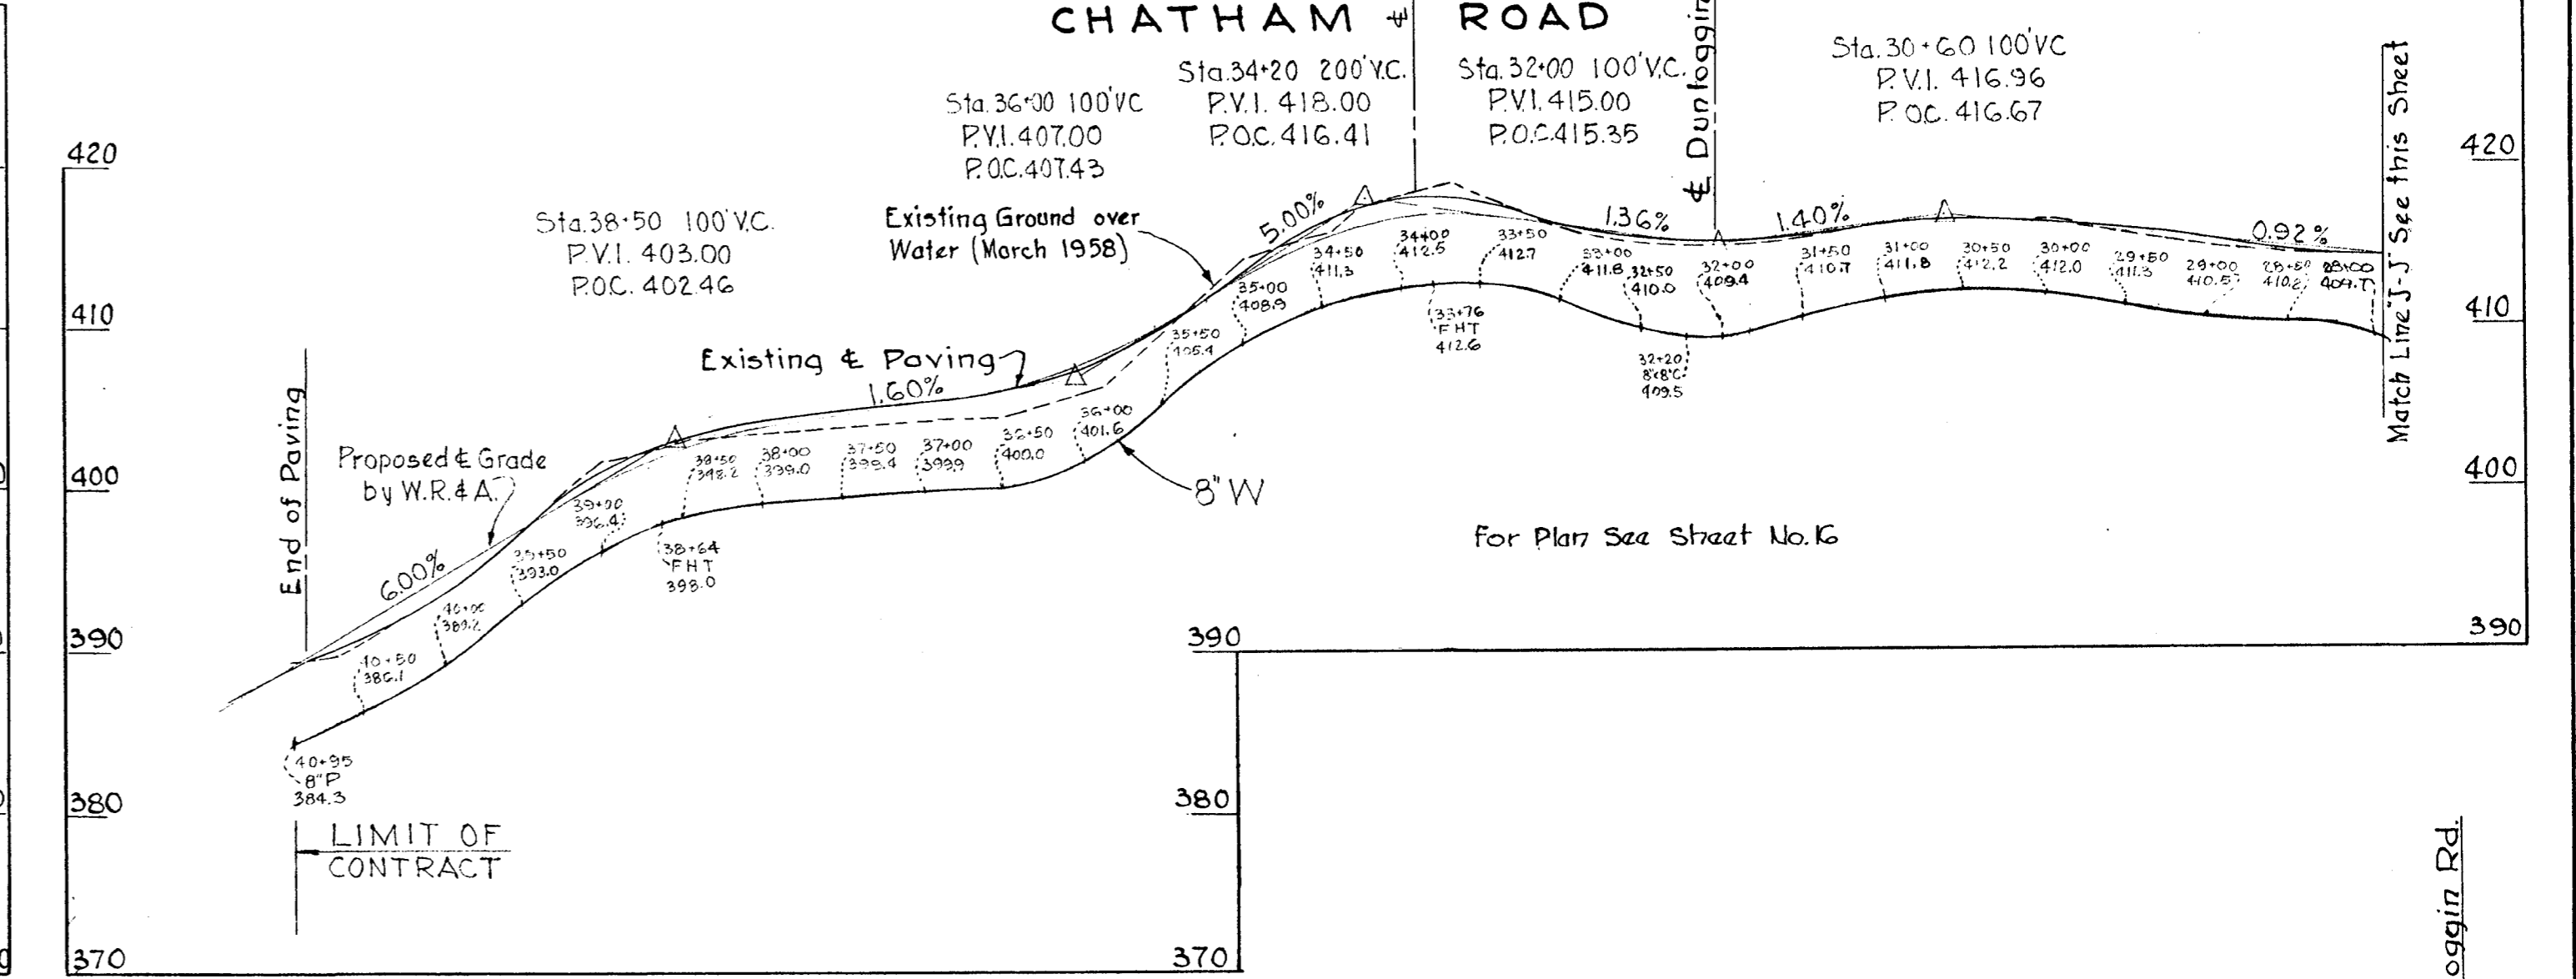 CHATHAM ROAD
℄
℄ Dunloggin
Sta. 30+60 100'VC
P.V.I. 416.96
P.O.C. 416.67
Sta. 32+00 100'V.C.
P.V.I. 415.00
P.O.C. 415.35
Sta. 34+20 200'V.C.
P.V.I. 418.00
P.O.C. 416.41
Sta. 36+00 100'VC
P.V.I. 407.00
P.O.C. 407.43
Sta. 38+50 100'V.C.
P.V.I. 403.00
P.O.C. 402.46
420
410
400
390
380
370
420
410
400
390
390
380
370
Existing Ground over
Water (March 1958)
Existing ℄ Paving
Proposed ℄ Grade
by W.R. & A.
End of Paving
6.00%
1.60%
5.00%
1.36%
1.40%
0.92%
Match Line "J-J" See this Sheet
40+95
8"P
384.3
40+50
386.1
40+00
389.2
39+50
393.0
39+00
396.4
38+64
FHT
398.0
38+50
398.2
38+00
399.0
37+50
399.4
37+00
399.9
36+50
400.0
36+00
401.6
35+50
405.4
35+00
408.9
34+50
411.3
34+00
412.5
33+76
FHT
412.6
33+50
412.7
33+00
411.8
32+50
410.0
32+20
8"x8"C
409.5
32+00
409.4
31+50
410.7
31+00
411.8
30+50
412.2
30+00
412.0
29+50
411.3
29+00
410.5
28+50
410.2
28+00
409.7
8"W
For Plan See Sheet No. 16
LIMIT OF
CONTRACT
oggin Rd.